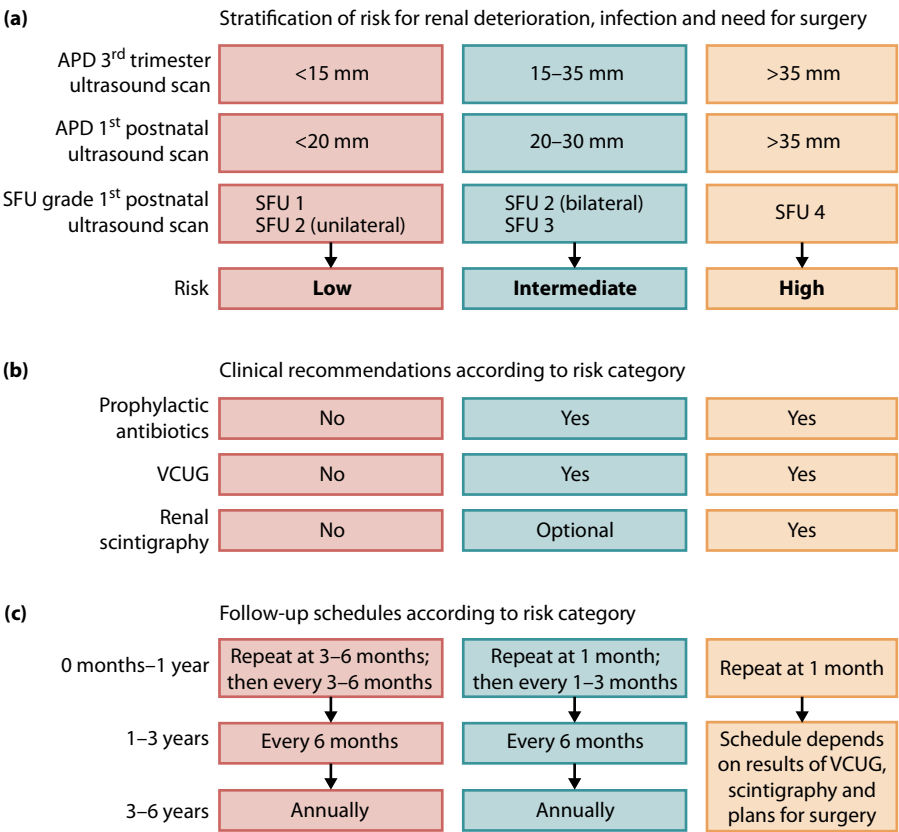 (a) Stratification of risk for renal deterioration, infection and need for surgery
APD 3rd trimester
ultrasound scan
<15 mm
15–35 mm
>35 mm
APD 1st postnatal
ultrasound scan
<20 mm
20–30 mm
>35 mm
SFU grade 1st postnatal
ultrasound scan
SFU 1
SFU 2 (unilateral)
SFU 2 (bilateral)
SFU 3
SFU 4
Risk
Low
Intermediate
High
(b) Clinical recommendations according to risk category
Prophylactic
antibiotics
No
Yes
Yes
VCUG
No
Yes
Yes
Renal
scintigraphy
No
Optional
Yes
(c) Follow-up schedules according to risk category
0 months–1 year
Repeat at 3–6 months;
then every 3–6 months
Repeat at 1 month;
then every 1–3 months
Repeat at 1 month
1–3 years
Every 6 months
Every 6 months
Schedule depends
on results of VCUG,
scintigraphy and
plans for surgery
3–6 years
Annually
Annually